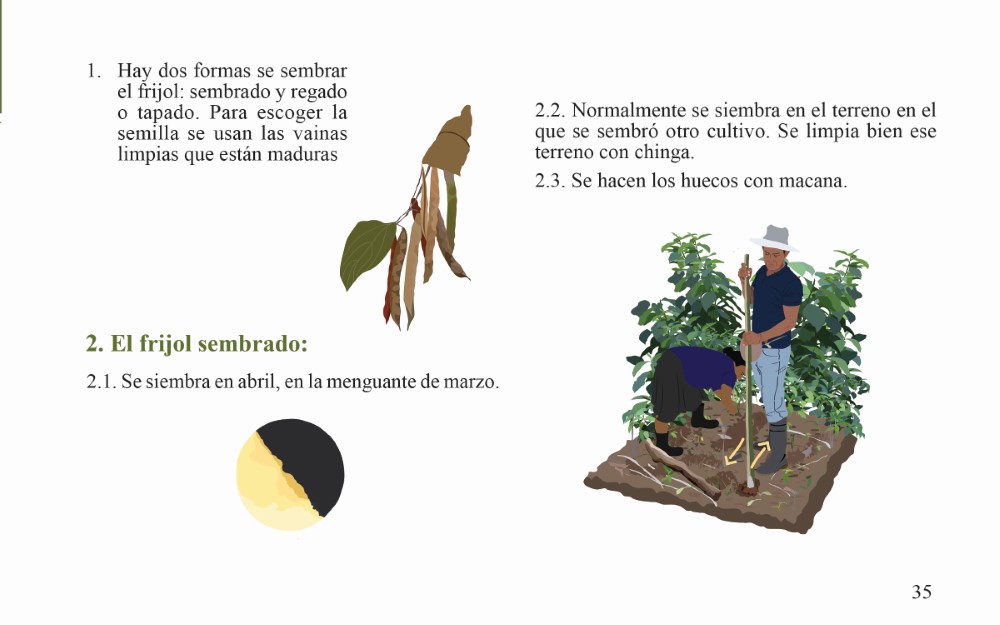 1. Hay dos formas se sembrar
el frijol: sembrado y regado
o tapado. Para escoger la
semilla se usan las vainas
limpias que están maduras
2. El frijol sembrado:
2.1. Se siembra en abril, en la menguante de marzo.
2.2. Normalmente se siembra en el terreno en el
que se sembró otro cultivo. Se limpia bien ese
terreno con chinga.
2.3. Se hacen los huecos con macana.
35